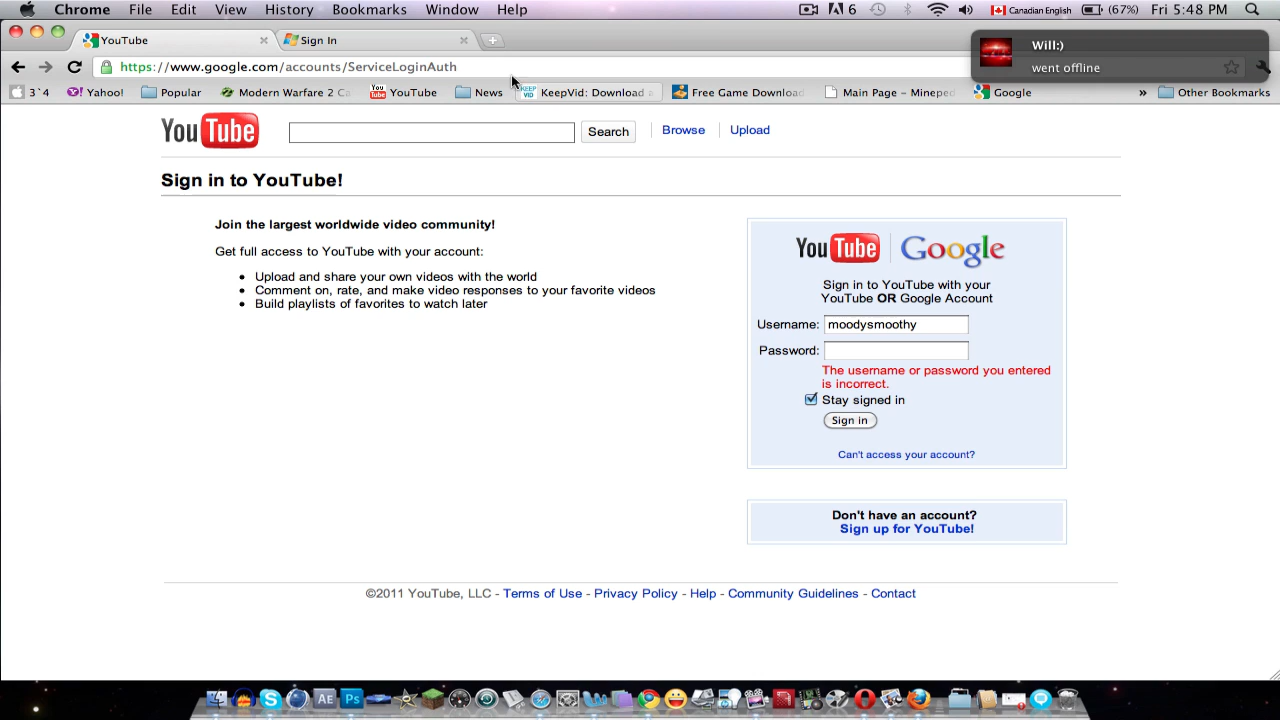 Chrome File Edit View History Bookmarks Window Help 6 Canadian English (67%) Fri 5:48 PM
YouTube Sign In
Will:)
went offline
https://www.google.com/accounts/ServiceLoginAuth
3`4 Yahoo! Popular Modern Warfare 2 Ca YouTube News KeepVid: Download a Free Game Download Main Page – Mineped Google » Other Bookmarks
YouTube Search Browse Upload
Sign in to YouTube!
Join the largest worldwide video community!
Get full access to YouTube with your account:
• Upload and share your own videos with the world
• Comment on, rate, and make video responses to your favorite videos
• Build playlists of favorites to watch later
YouTube Google
Sign in to YouTube with your
YouTube OR Google Account
Username: moodysmoothy
Password:
The username or password you entered
is incorrect.
Stay signed in
Sign in
Can't access your account?
Don't have an account?
Sign up for YouTube!
©2011 YouTube, LLC - Terms of Use - Privacy Policy - Help - Community Guidelines - Contact
AE Ps